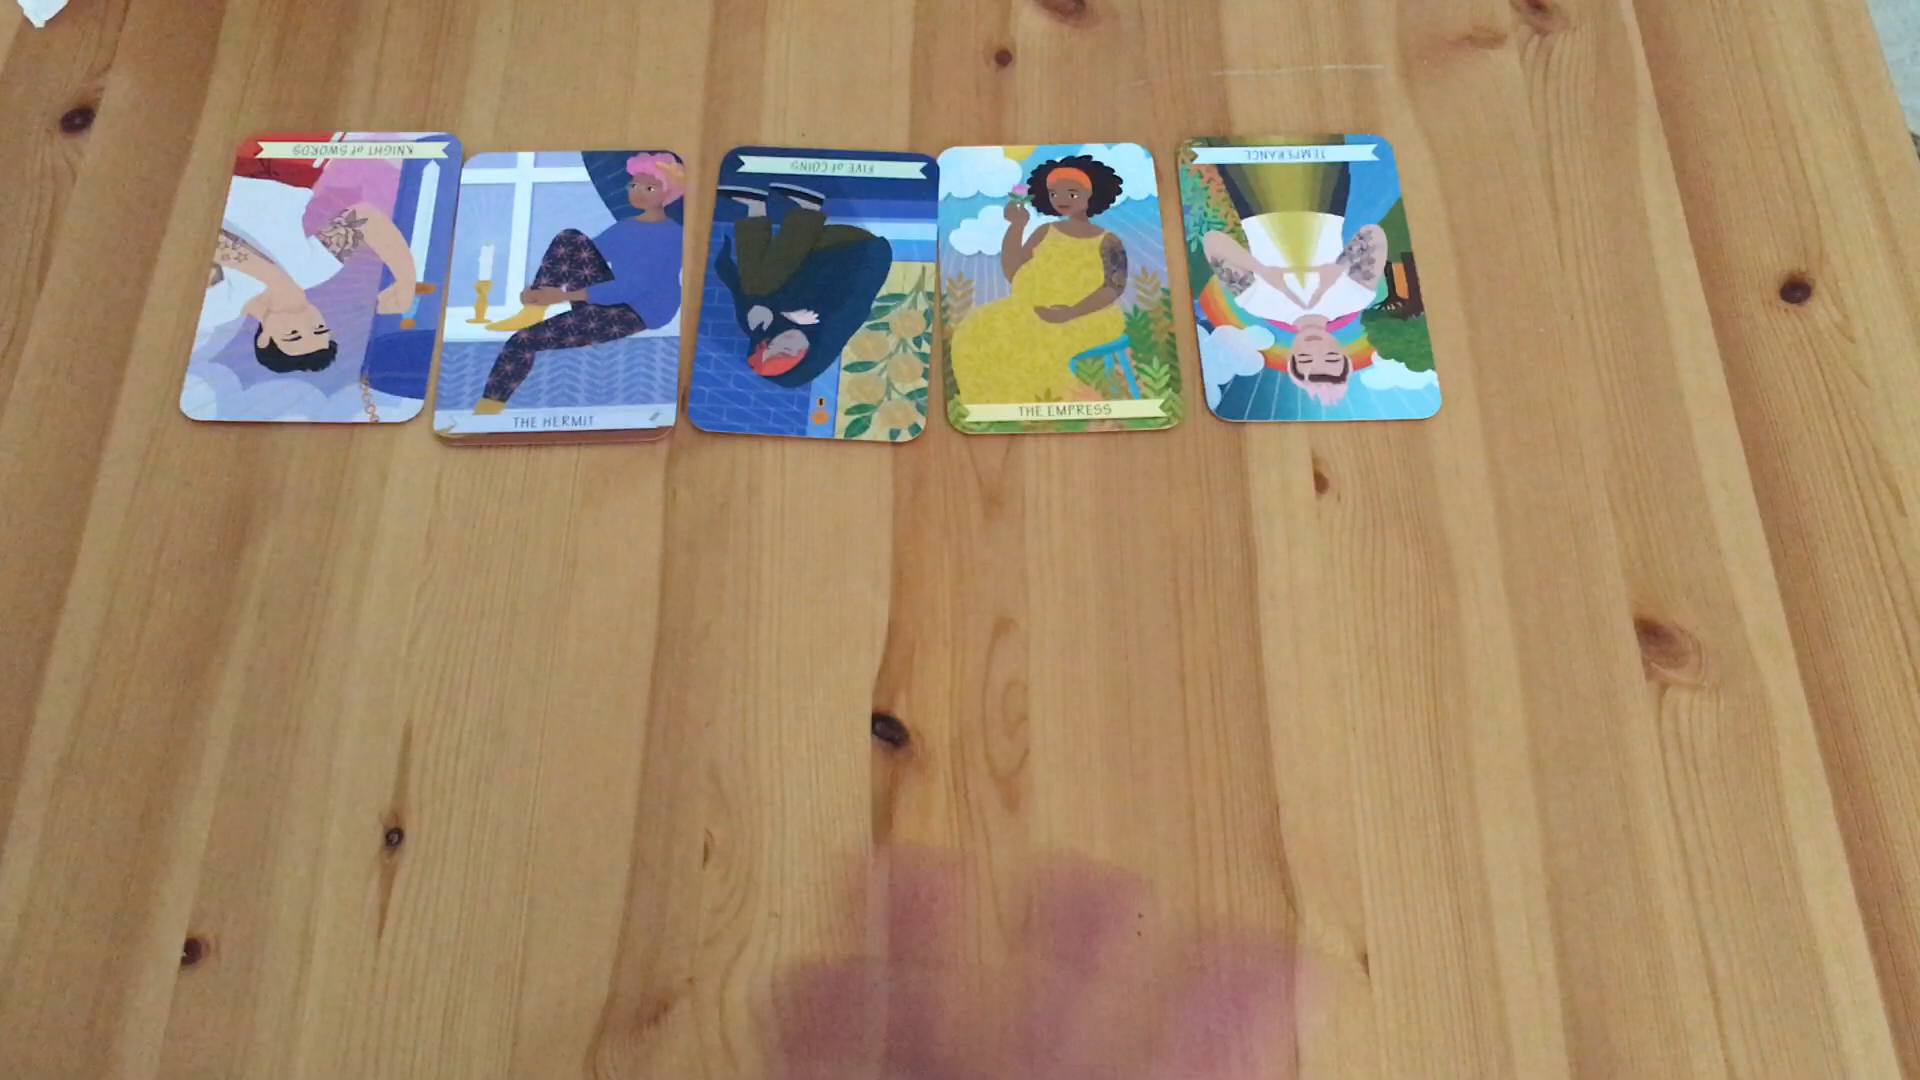 KNIGHT of SWORDS
THE HERMIT
FIVE of COINS
THE EMPRESS
TEMPERANCE